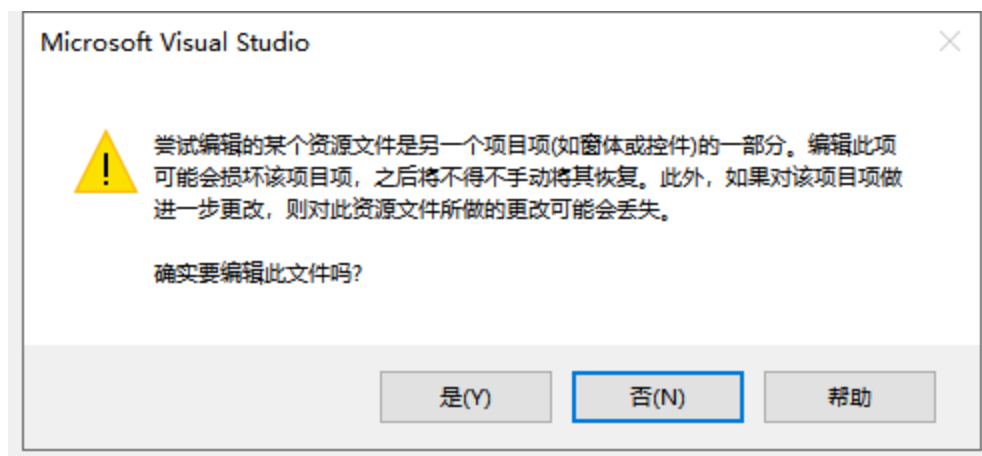 Microsoft Visual Studio
尝试编辑的某个资源文件是另一个项目项(如窗体或控件)的一部分。编辑此项
可能会损坏该项目项，之后将不得不手动将其恢复。此外，如果对该项目项做
进一步更改，则对此资源文件所做的更改可能会丢失。
确实要编辑此文件吗?
是(Y)
否(N)
帮助